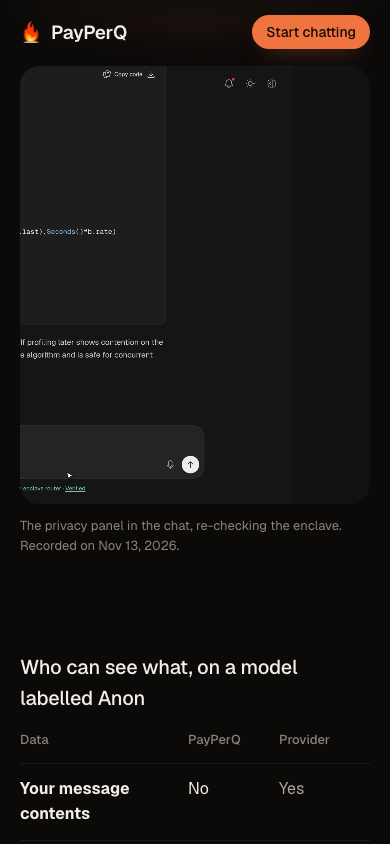 PayPerQ
Start chatting
Copy code
.last).Seconds()*b.rate)
If profiling later shows contention on the
e algorithm and is safe for concurrent
enclave router · Verified
The privacy panel in the chat, re-checking the enclave.
Recorded on Nov 13, 2026.
Who can see what, on a model
labelled Anon
Data PayPerQ Provider
Your message No Yes
contents